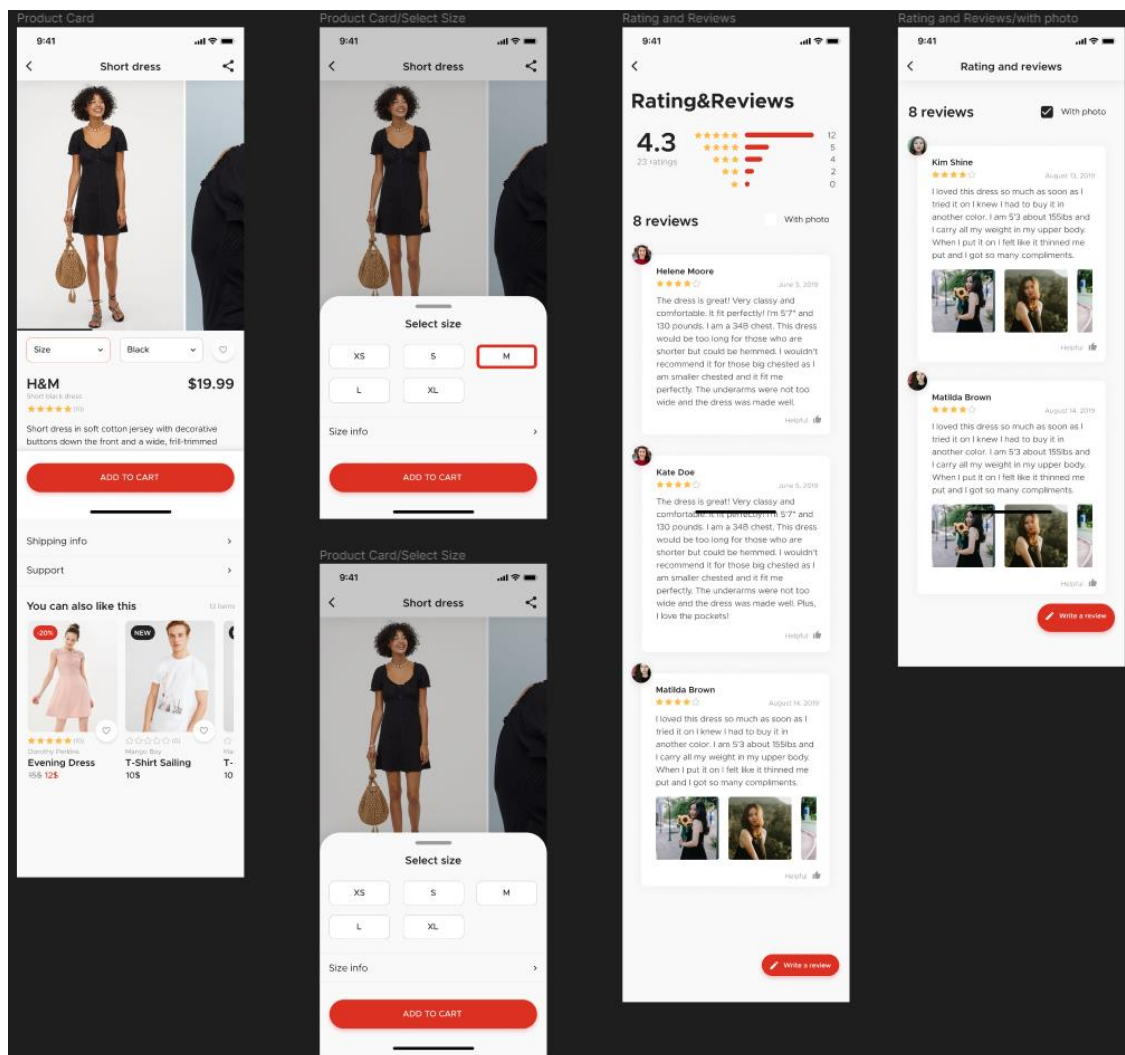 Product Card
9:41
Short dress
Size
Black
H&M
$19.99
Short black dress
(10)
Short dress in soft cotton jersey with decorative
buttons down the front and a wide, frill-trimmed
ADD TO CART
Shipping info
Support
You can also like this
12 items
-20%
NEW
(10)
(0)
Dorothy Perkins
Mango Boy
Ma
Evening Dress
T-Shirt Sailing
T-
15$ 12$
10$
10
Product Card/Select Size
9:41
Short dress
Select size
XS
S
M
L
XL
Size info
ADD TO CART
Product Card/Select Size
9:41
Short dress
Select size
XS
S
M
L
XL
Size info
ADD TO CART
Rating and Reviews
9:41
Rating&Reviews
4.3
23 ratings
12
5
4
2
0
8 reviews
With photo
Helene Moore
June 5, 2019
The dress is great! Very classy and
comfortable. It fit perfectly! I'm 5'7" and
130 pounds. I am a 34B chest. This dress
would be too long for those who are
shorter but could be hemmed. I wouldn't
recommend it for those big chested as I
am smaller chested and it fit me
perfectly. The underarms were not too
wide and the dress was made well.
Helpful
Kate Doe
June 5, 2019
The dress is great! Very classy and
comfortable. It fit perfectly! I'm 5'7" and
130 pounds. I am a 34B chest. This dress
would be too long for those who are
shorter but could be hemmed. I wouldn't
recommend it for those big chested as I
am smaller chested and it fit me
perfectly. The underarms were not too
wide and the dress was made well. Plus,
I love the pockets!
Helpful
Matilda Brown
August 14, 2019
I loved this dress so much as soon as I
tried it on I knew I had to buy it in
another color. I am 5'3 about 155lbs and
I carry all my weight in my upper body.
When I put it on I felt like it thinned me
put and I got so many compliments.
Helpful
Write a review
Rating and Reviews/with photo
9:41
Rating and reviews
8 reviews
With photo
Kim Shine
August 13, 2019
I loved this dress so much as soon as I
tried it on I knew I had to buy it in
another color. I am 5'3 about 155lbs and
I carry all my weight in my upper body.
When I put it on I felt like it thinned me
put and I got so many compliments.
Helpful
Matilda Brown
August 14, 2019
I loved this dress so much as soon as I
tried it on I knew I had to buy it in
another color. I am 5'3 about 155lbs and
I carry all my weight in my upper body.
When I put it on I felt like it thinned me
put and I got so many compliments.
Helpful
Write a review